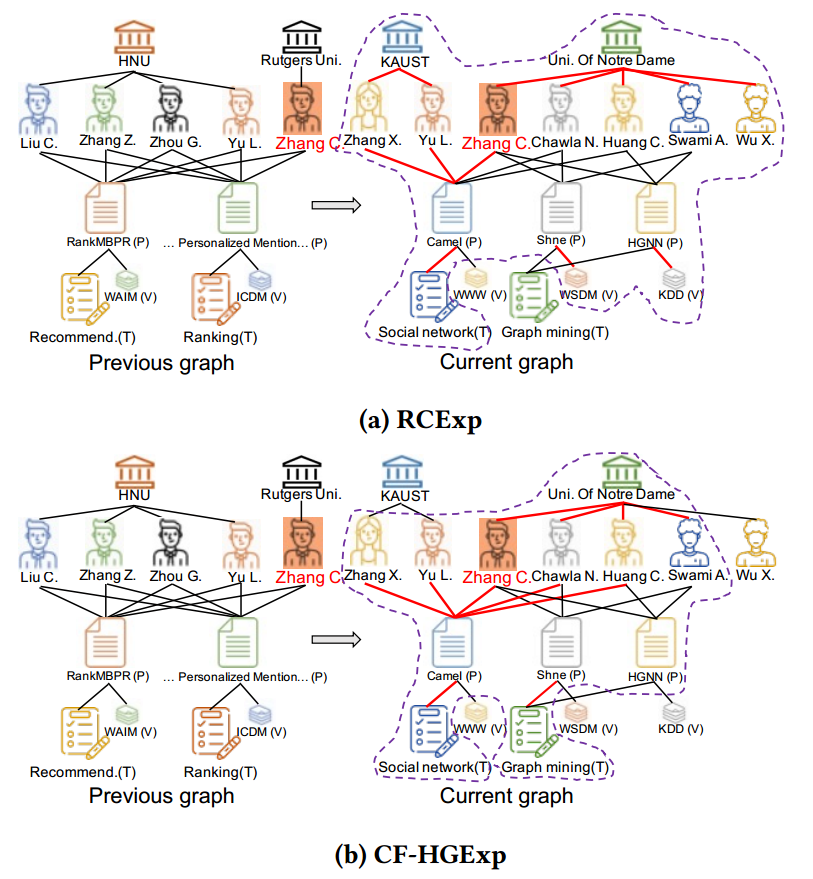 HNU
Rutgers Uni.
KAUST
Uni. Of Notre Dame
Liu C.
Zhang Z.
Zhou G.
Yu L.
Zhang C.
Zhang X.
Yu L.
Zhang C.
Chawla N.
Huang C.
Swami A.
Wu X.
RankMBPR (P)
... Personalized Mention... (P)
Camel (P)
Shne (P)
HGNN (P)
WAIM (V)
ICDM (V)
WWW (V)
WSDM (V)
KDD (V)
Recommend.(T)
Ranking(T)
Social network(T)
Graph mining(T)
Previous graph
Current graph
(a) RCExp
HNU
Rutgers Uni.
KAUST
Uni. Of Notre Dame
Liu C.
Zhang Z.
Zhou G.
Yu L.
Zhang C.
Zhang X.
Yu L.
Zhang C.
Chawla N.
Huang C.
Swami A.
Wu X.
RankMBPR (P)
... Personalized Mention... (P)
Camel (P)
Shne (P)
HGNN (P)
WAIM (V)
ICDM (V)
WWW (V)
WSDM (V)
KDD (V)
Recommend.(T)
Ranking(T)
Social network(T)
Graph mining(T)
Previous graph
Current graph
(b) CF-HGExp